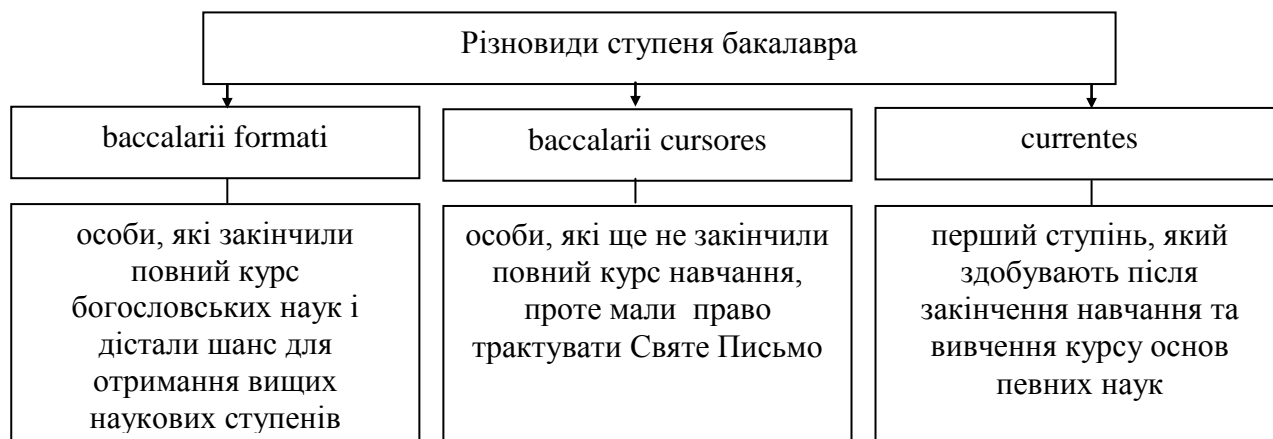 Різновиди ступеня бакалавра
baccalarii formati
особи, які закінчили
повний курс
богословських наук і
дістали шанс для
отримання вищих
наукових ступенів
baccalarii cursores
особи, які ще не закінчили
повний курс навчання,
проте мали право
трактувати Святе Письмо
currentes
перший ступінь, який
здобувають після
закінчення навчання та
вивчення курсу основ
певних наук